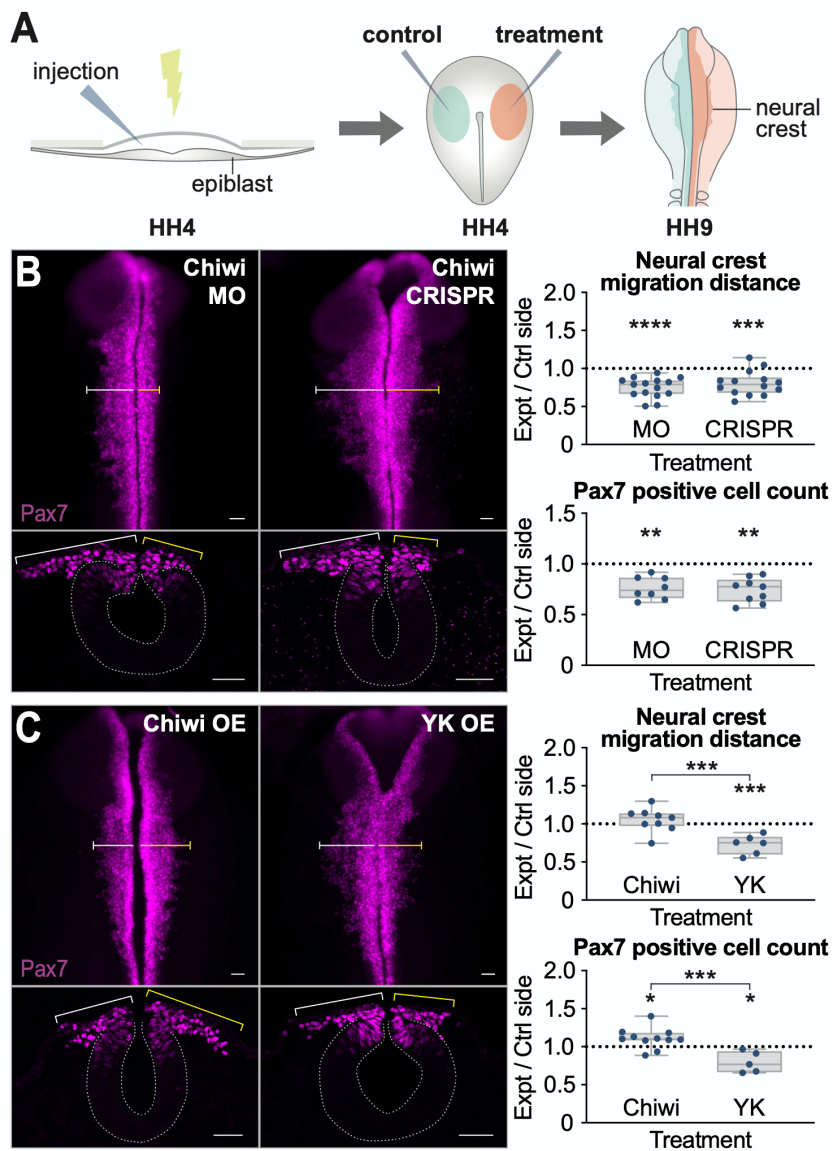 A
injection
epiblast
HH4
control
treatment
HH4
neural
crest
HH9
B
Chiwi
MO
Pax7
Chiwi
CRISPR
Neural crest
migration distance
Expt / Ctrl side
2.0
1.5
1.0
0.5
0
****
***
MO
CRISPR
Treatment
Pax7 positive cell count
Expt / Ctrl side
1.5
1.0
0.5
0
**
**
MO
CRISPR
Treatment
C
Chiwi OE
Pax7
YK OE
Neural crest
migration distance
Expt / Ctrl side
2.0
1.5
1.0
0.5
0
***
***
Chiwi
YK
Treatment
Pax7 positive cell count
Expt / Ctrl side
2.0
1.5
1.0
0.5
0
***
*
*
Chiwi
YK
Treatment